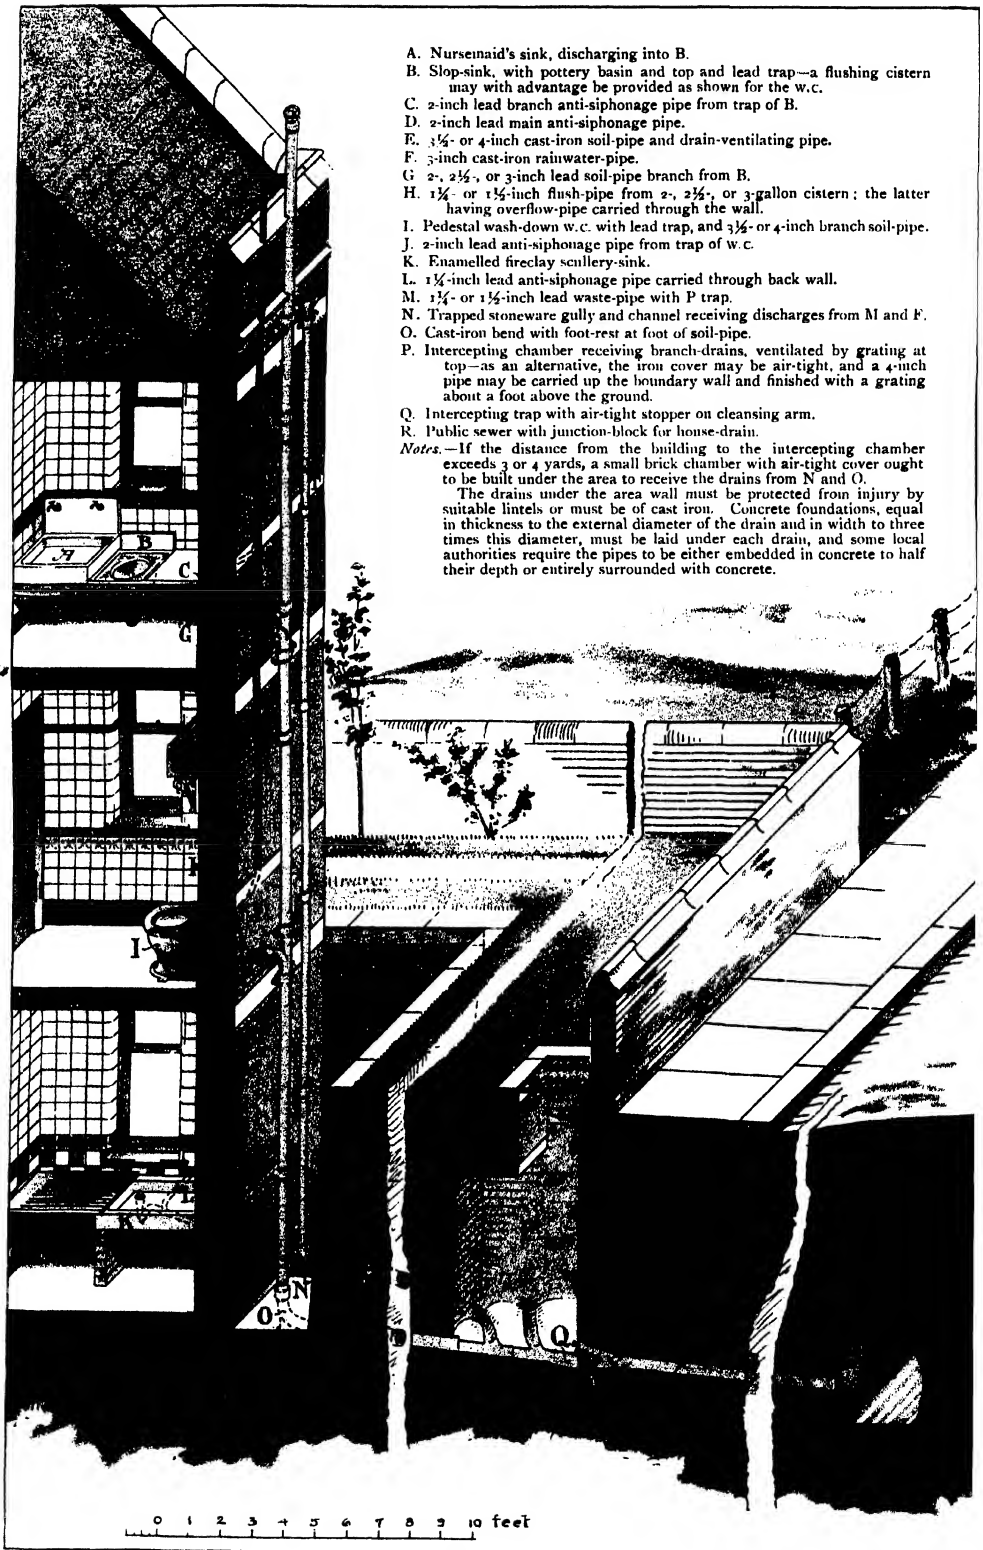 A. Nursemaid's sink, discharging into B.
B. Slop-sink, with pottery basin and top and lead trap—a flushing cistern
may with advantage be provided as shown for the w.c.
C. 2-inch lead branch anti-siphonage pipe from trap of B.
D. 2-inch lead main anti-siphonage pipe.
E. 3½- or 4-inch cast-iron soil-pipe and drain-ventilating pipe.
F. 3-inch cast-iron rainwater-pipe.
G 2-, 2½-, or 3-inch lead soil-pipe branch from B.
H. 1¼- or 1½-inch flush-pipe from 2-, 2½-, or 3-gallon cistern; the latter
having overflow-pipe carried through the wall.
I. Pedestal wash-down w.c. with lead trap, and 3½- or 4-inch branch soil-pipe.
J. 2-inch lead anti-siphonage pipe from trap of w.c.
K. Enamelled fireclay scullery-sink.
L. 1¼-inch lead anti-siphonage pipe carried through back wall.
M. 1¼- or 1½-inch lead waste-pipe with P trap.
N. Trapped stoneware gully and channel receiving discharges from M and F.
O. Cast-iron bend with foot-rest at foot of soil-pipe.
P. Intercepting chamber receiving branch-drains, ventilated by grating at
top—as an alternative, the iron cover may be air-tight, and a 4-inch
pipe may be carried up the boundary wall and finished with a grating
about a foot above the ground.
Q. Intercepting trap with air-tight stopper on cleansing arm.
R. Public sewer with junction-block for house-drain.
Notes.—If the distance from the building to the intercepting chamber
exceeds 3 or 4 yards, a small brick chamber with air-tight cover ought
to be built under the area to receive the drains from N and O.
The drains under the area wall must be protected from injury by
suitable lintels or must be of cast iron. Concrete foundations, equal
in thickness to the external diameter of the drain and in width to three
times this diameter, must be laid under each drain, and some local
authorities require the pipes to be either embedded in concrete to half
their depth or entirely surrounded with concrete.
A
B
C
G
I
N
O
Q
0 1 2 3 4 5 6 7 8 9 10 feet